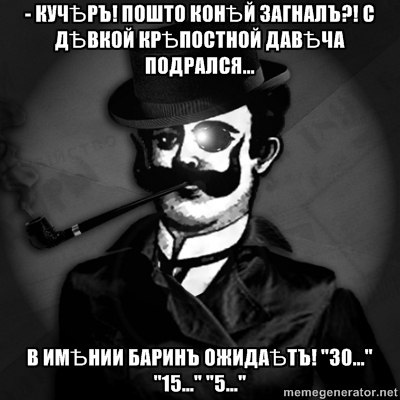 - КУЧѢРЪ! ПОШТО КОНѢЙ ЗАГНАЛЪ?! С
ДѢВКОЙ КРѢПОСТНОЙ ДАВѢЧА
ПОДРАЛСЯ...
В ИМѢНИИ БАРИНЪ ОЖИДАѢТЪ! "30..."
"15..." "5..."
memegenerator.net